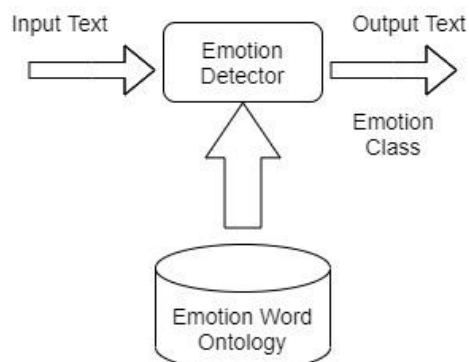 Input Text
Emotion
Detector
Output Text
Emotion
Class
Emotion Word
Ontology